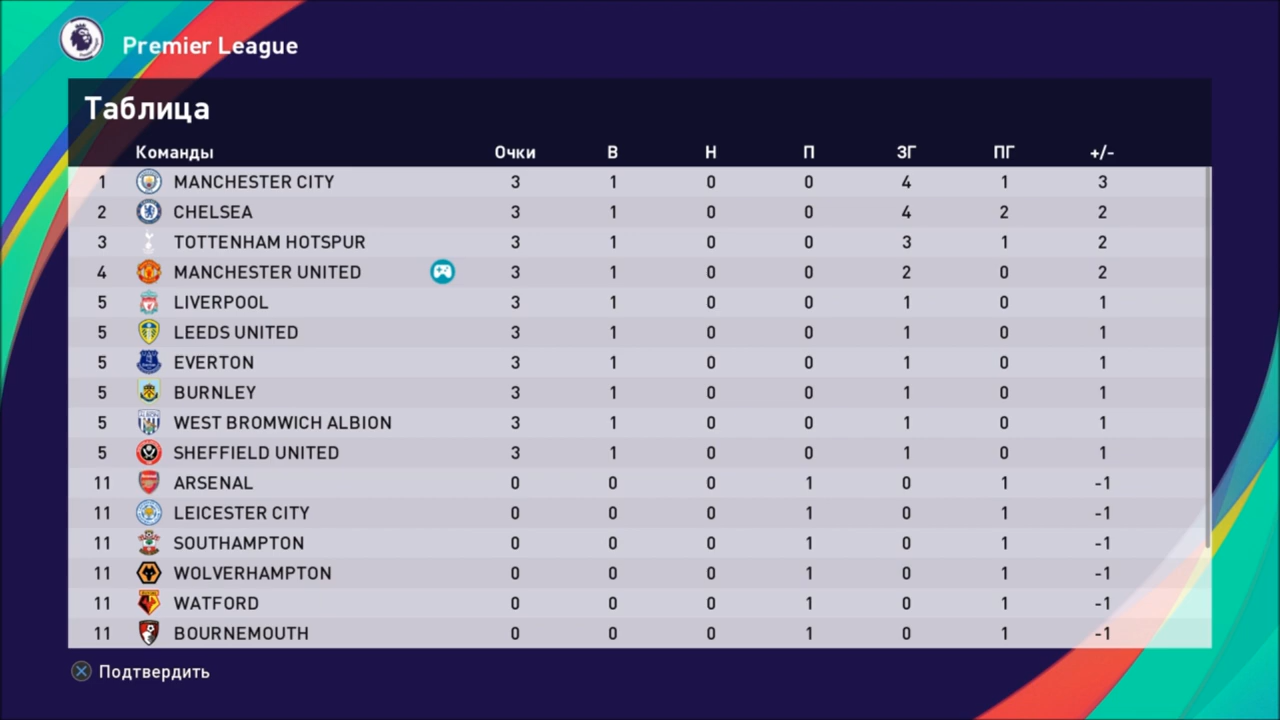 Premier League
Таблица
Команды Очки В Н П ЗГ ПГ +/-
1 MANCHESTER CITY 3 1 0 0 4 1 3
2 CHELSEA 3 1 0 0 4 2 2
3 TOTTENHAM HOTSPUR 3 1 0 0 3 1 2
4 MANCHESTER UNITED 3 1 0 0 2 0 2
5 LIVERPOOL 3 1 0 0 1 0 1
5 LEEDS UNITED 3 1 0 0 1 0 1
5 EVERTON 3 1 0 0 1 0 1
5 BURNLEY 3 1 0 0 1 0 1
5 WEST BROMWICH ALBION 3 1 0 0 1 0 1
5 SHEFFIELD UNITED 3 1 0 0 1 0 1
11 ARSENAL 0 0 0 1 0 1 -1
11 LEICESTER CITY 0 0 0 1 0 1 -1
11 SOUTHAMPTON 0 0 0 1 0 1 -1
11 WOLVERHAMPTON 0 0 0 1 0 1 -1
11 WATFORD 0 0 0 1 0 1 -1
11 BOURNEMOUTH 0 0 0 1 0 1 -1
Подтвердить